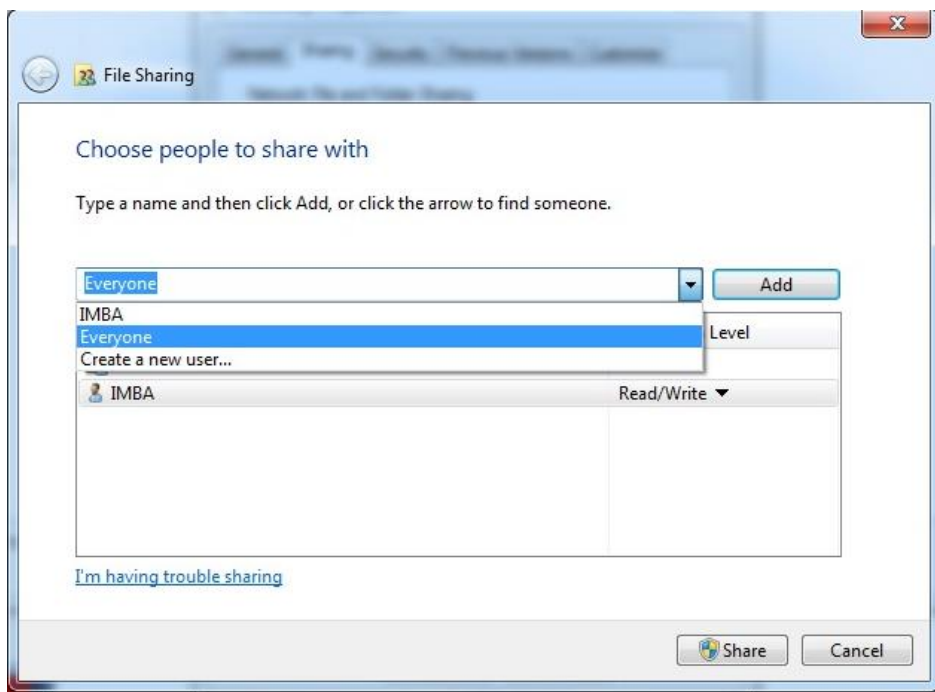 File Sharing
Choose people to share with
Type a name and then click Add, or click the arrow to find someone.
Everyone
Add
IMBA
Everyone
Level
Create a new user...
IMBA Read/Write
I'm having trouble sharing
Share Cancel